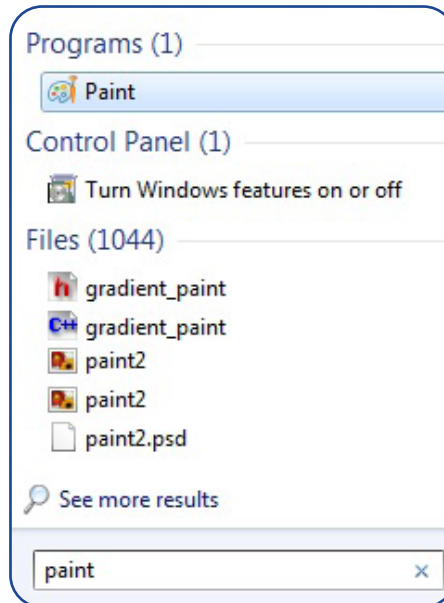 Programs (1)
Paint
Control Panel (1)
Turn Windows features on or off
Files (1044)
h gradient_paint
C++ gradient_paint
paint2
paint2
paint2.psd
See more results
paint ×